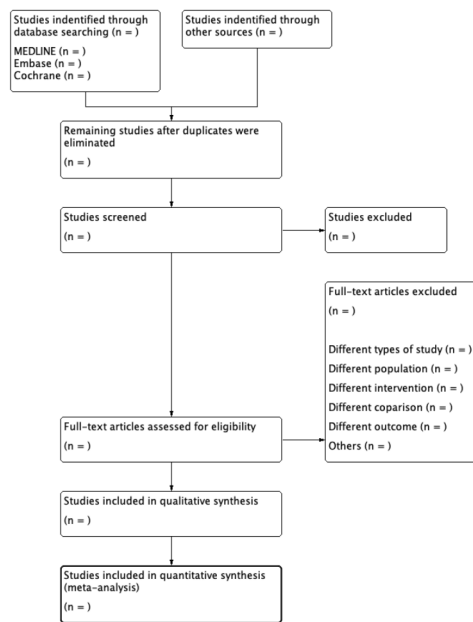 Studies indentified through
database searching (n = )
MEDLINE (n = )
Embase (n = )
Cochrane (n = )
Studies indentified through
other sources (n = )
Remaining studies after duplicates were
eliminated
(n = )
Studies screened
(n = )
Studies excluded
(n = )
Full-text articles excluded
(n = )
Different types of study (n = )
Different population (n = )
Different intervention (n = )
Different coparison (n = )
Different outcome (n = )
Others (n = )
Full-text articles assessed for eligibility
(n = )
Studies included in qualitative synthesis
(n = )
Studies included in quantitative synthesis
(meta-analysis)
(n = )